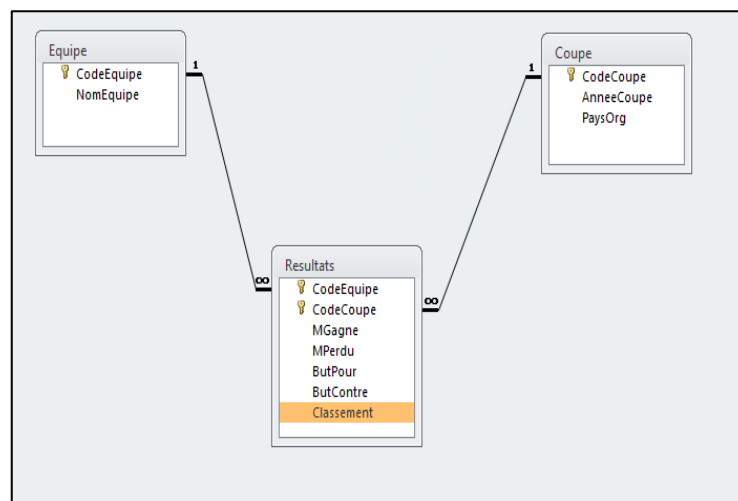 Equipe
CodeEquipe
NomEquipe
1
Coupe
CodeCoupe
AnneeCoupe
PaysOrg
1
Resultats
CodeEquipe
CodeCoupe
MGagne
MPerdu
ButPour
ButContre
Classement
∞
∞